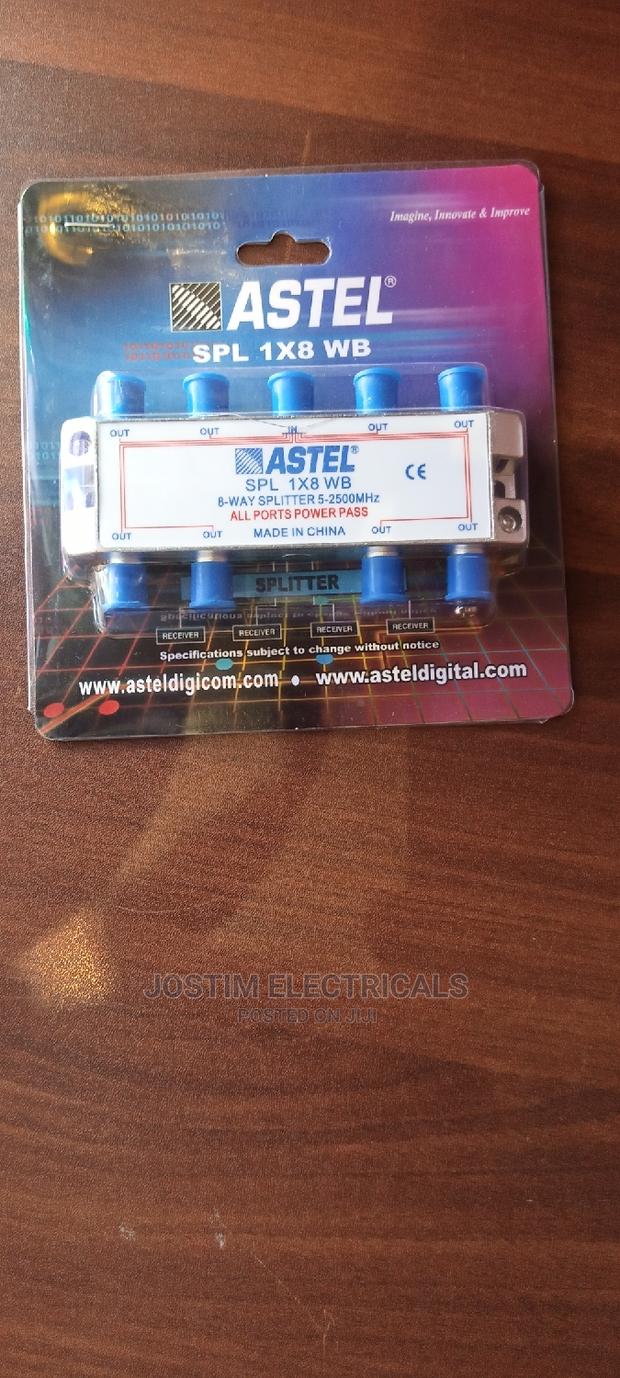 Imagine, Innovate & Improve
ASTEL®
SPL 1X8 WB
OUT OUT IN OUT OUT
ASTEL®
SPL 1X8 WB
CE
8-WAY SPLITTER 5-2500MHz
ALL PORTS POWER PASS
OUT OUT MADE IN CHINA OUT OUT
SPLITTER
RECEIVER RECEIVER RECEIVER RECEIVER
Specifications subject to change without notice
www.asteldigicom.com • www.asteldigital.com
JOSTIM ELECTRICALS
POSTED ON JIJI